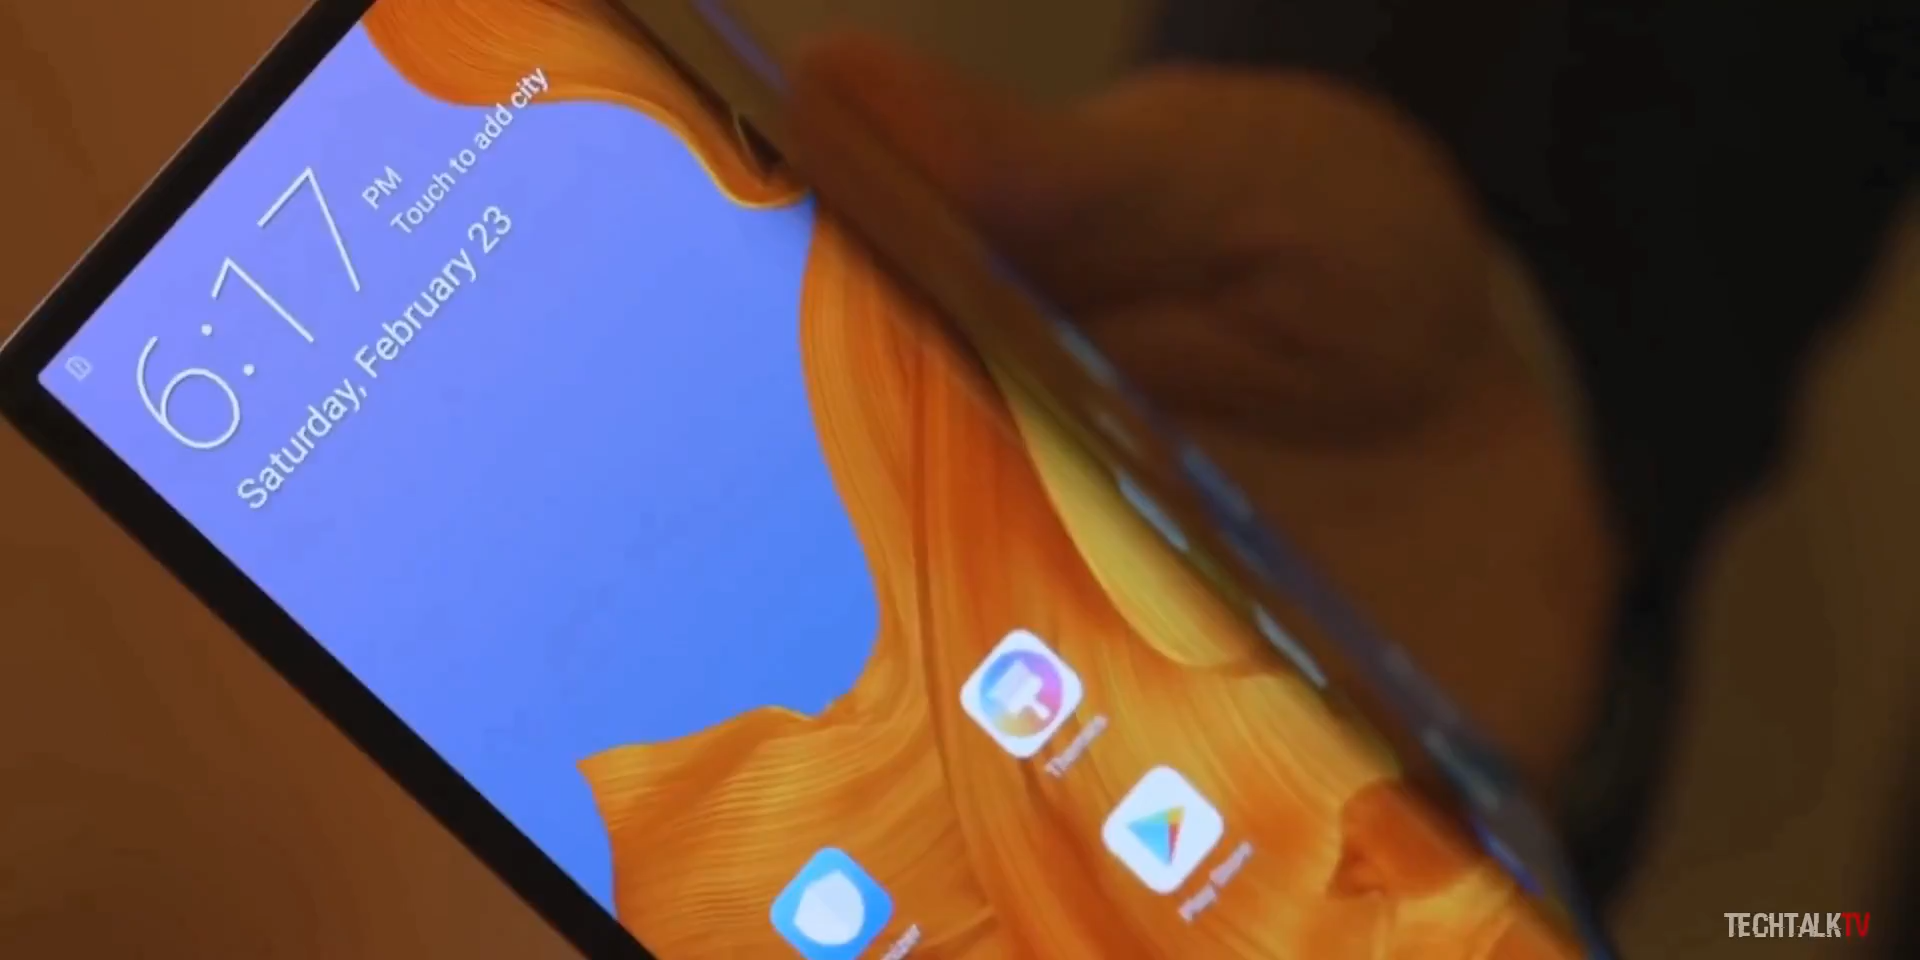 6:17 PM
Touch to add city
Saturday, February 23
Themes
Play Store
TECHTALKTV